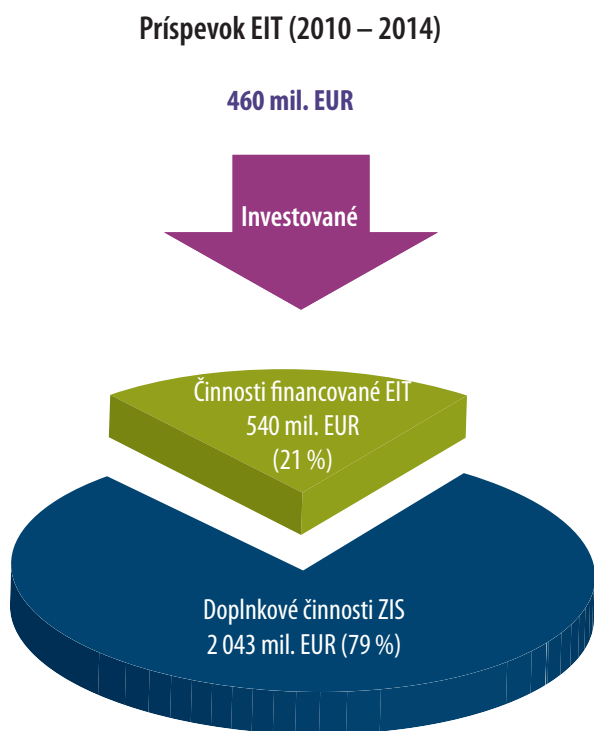 Príspevok EIT (2010 – 2014)
460 mil. EUR
Investované
Činnosti financované EIT
540 mil. EUR
(21 %)
Doplnkové činnosti ZIS
2 043 mil. EUR (79 %)